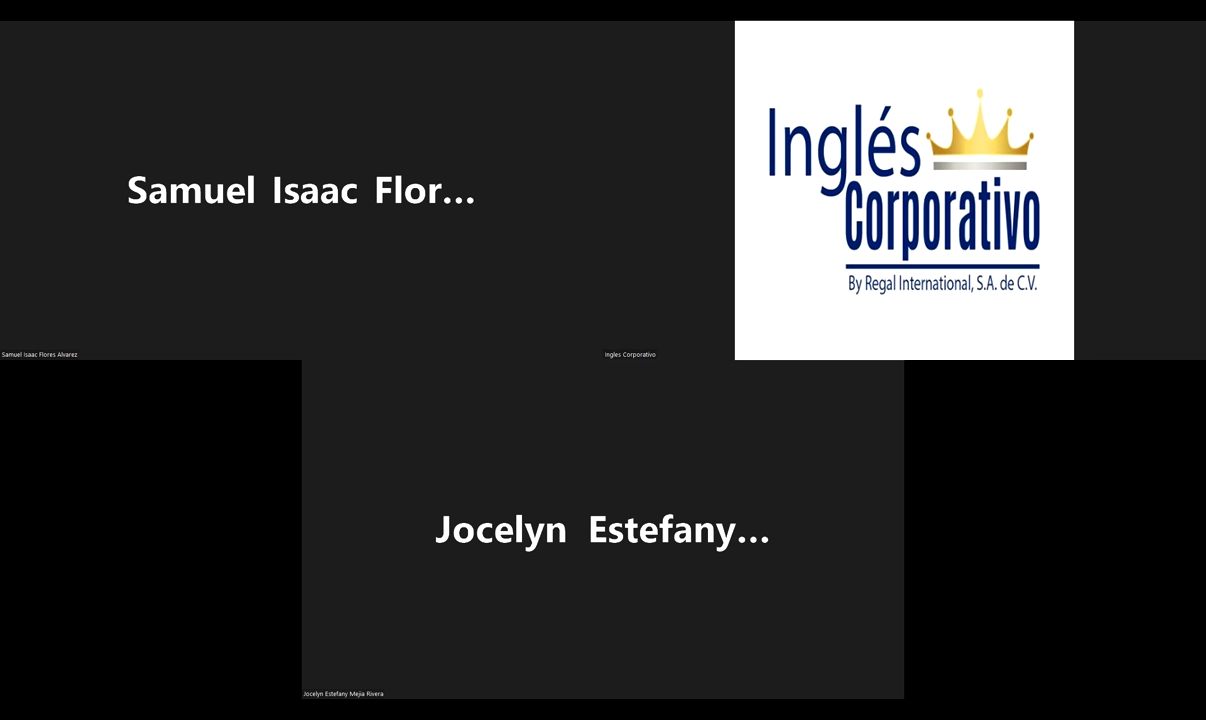 Samuel Isaac Flor...
Samuel Isaac Flores Alvarez
Inglés
Corporativo
By Regal International, S.A. de C.V.
Ingles Corporativo
Jocelyn Estefany...
Jocelyn Estefany Mejia Rivera